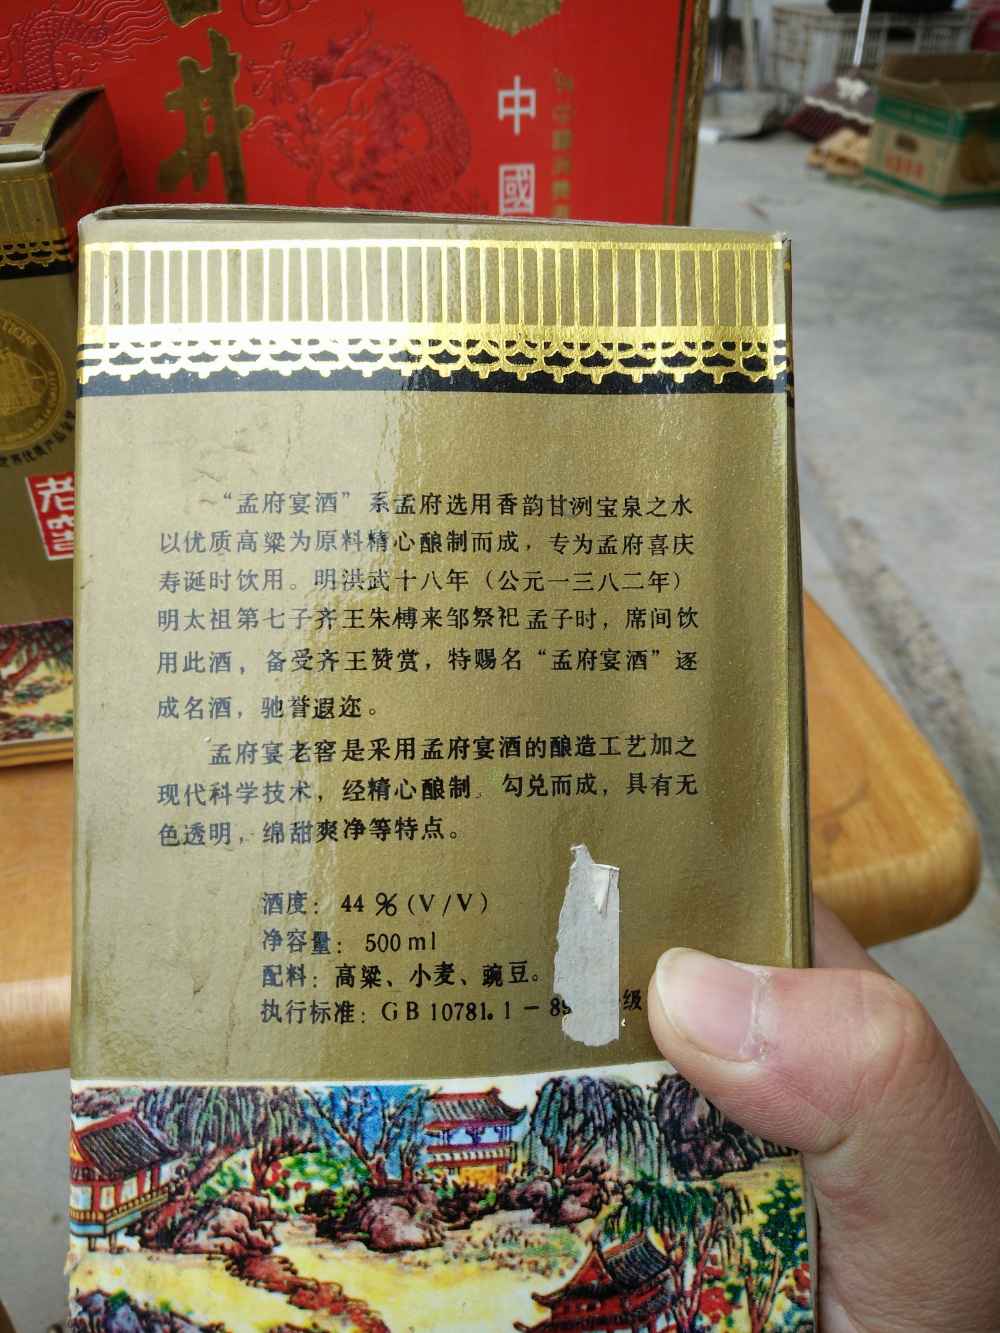 井
中
國
老窖
“孟府宴酒”系孟府选用香韵甘洌宝泉之水
以优质高粱为原料精心酿制而成，专为孟府喜庆
寿诞时饮用。明洪武十八年（公元一三八二年）
明太祖第七子齐王朱榑来邹祭祀孟子时，席间饮
用此酒，备受齐王赞赏，特赐名“孟府宴酒”逐
成名酒，驰誉遐迩。
孟府宴老窖是采用孟府宴酒的酿造工艺加之
现代科学技术，经精心酿制。勾兑而成，具有无
色透明，绵甜爽净等特点。
酒度：44%(V/V)
净容量：500ml
配料：高粱、小麦、豌豆。
执行标准：GB10781.1-89 级